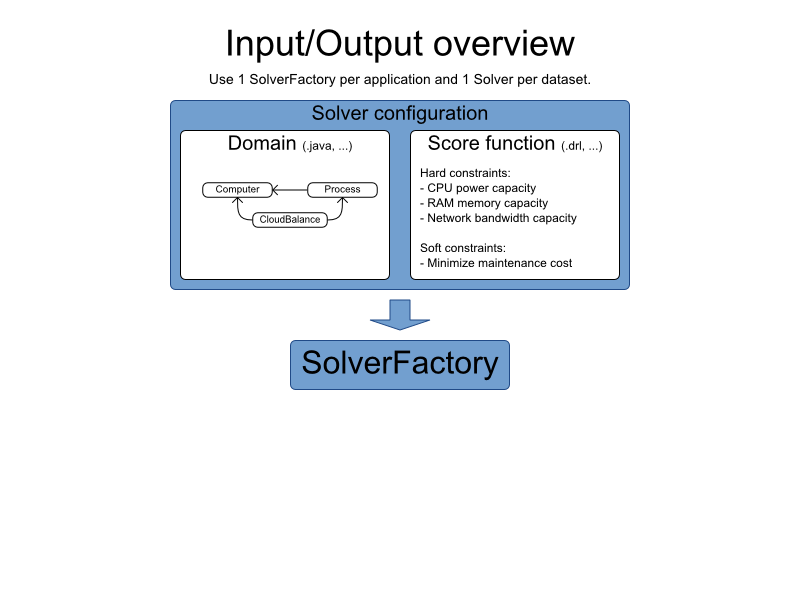 Input/Output overview
Use 1 SolverFactory per application and 1 Solver per dataset.
Solver configuration
Domain (.java, ...)
Computer
Process
CloudBalance
Score function (.drl, ...)
Hard constraints:
- CPU power capacity
- RAM memory capacity
- Network bandwidth capacity
Soft constraints:
- Minimize maintenance cost
SolverFactory